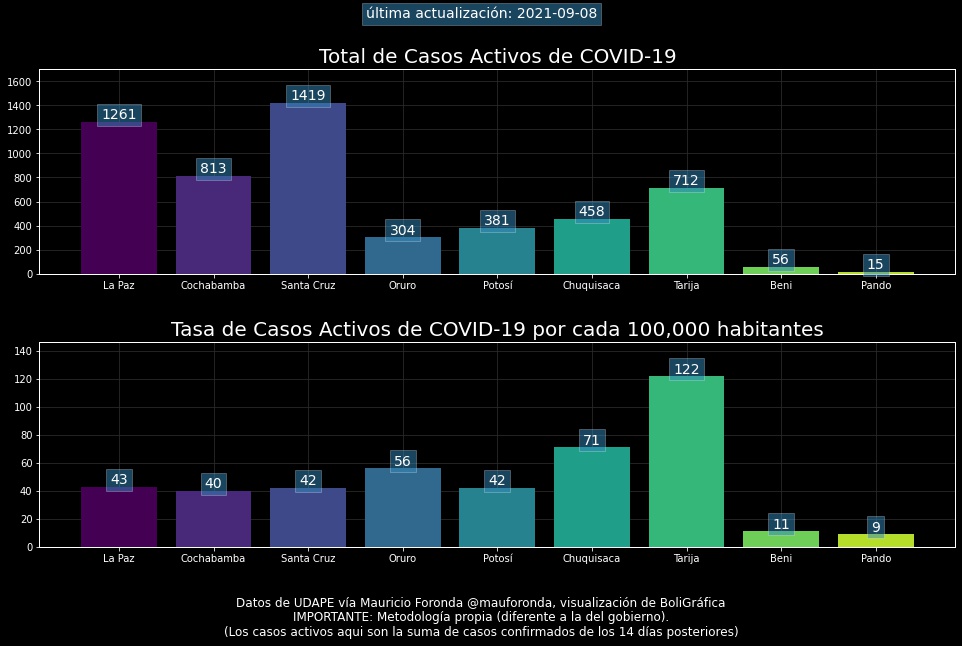 última actualización: 2021-09-08
Total de Casos Activos de COVID-19
1600
1400
1200
1000
800
600
400
200
0
1261
813
1419
304
381
458
712
56
15
La Paz
Cochabamba
Santa Cruz
Oruro
Potosí
Chuquisaca
Tarija
Beni
Pando
Tasa de Casos Activos de COVID-19 por cada 100,000 habitantes
140
120
100
80
60
40
20
0
43
40
42
56
42
71
122
11
9
La Paz
Cochabamba
Santa Cruz
Oruro
Potosí
Chuquisaca
Tarija
Beni
Pando
Datos de UDAPE vía Mauricio Foronda @mauforonda, visualización de BoliGráfica
IMPORTANTE: Metodología propia (diferente a la del gobierno).
(Los casos activos aqui son la suma de casos confirmados de los 14 días posteriores)